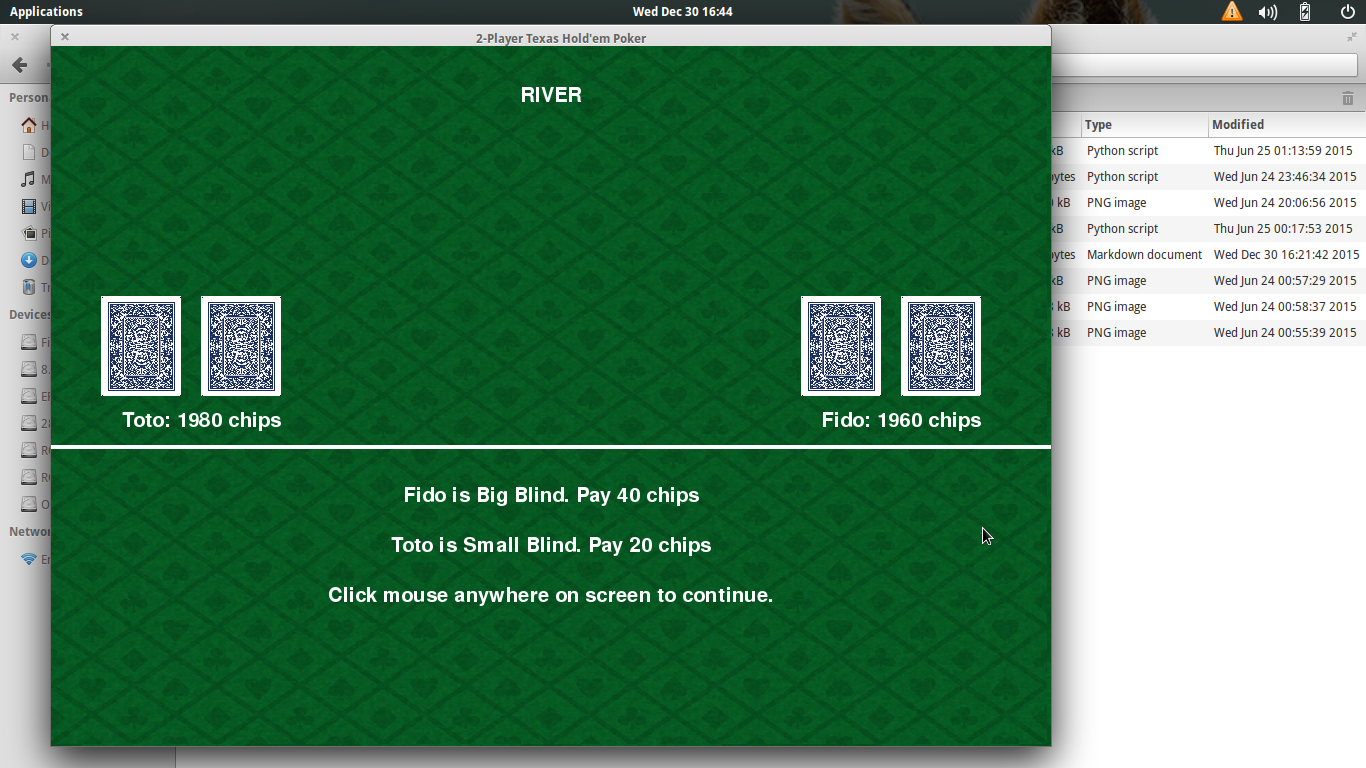 Applications
Wed Dec 30 16:44
2-Player Texas Hold'em Poker
RIVER
Toto: 1980 chips
Fido: 1960 chips
Fido is Big Blind. Pay 40 chips
Toto is Small Blind. Pay 20 chips
Click mouse anywhere on screen to continue.
Type Modified
kB Python script Thu Jun 25 01:13:59 2015
Python script Wed Jun 24 23:46:34 2015
kB PNG image Wed Jun 24 20:06:56 2015
kB Python script Thu Jun 25 00:17:53 2015
Markdown document Wed Dec 30 16:21:42 2015
PNG image Wed Jun 24 00:57:29 2015
kB PNG image Wed Jun 24 00:58:37 2015
kB PNG image Wed Jun 24 00:55:39 2015
Devices